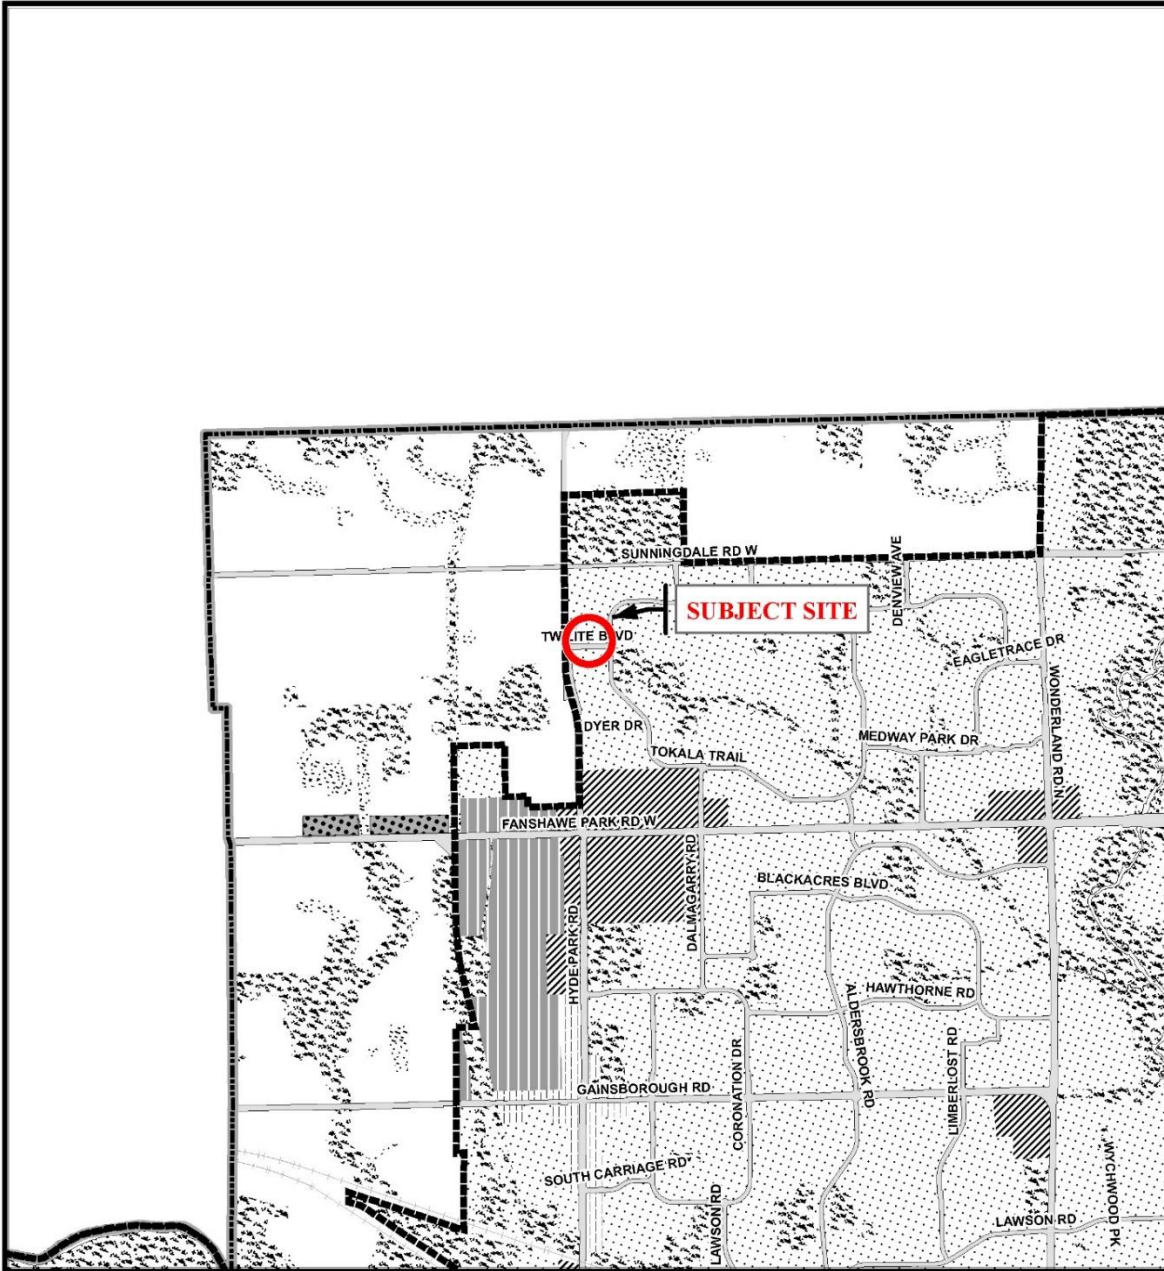 SUNNINGDALE RD W
DENVIEW AVE
SUBJECT SITE
TWILITE BLVD
EAGLETRACE DR
WONDERLAND RD N
DYER DR
MEDWAY PARK DR
TOKALA TRAIL
FANSHAWE PARK RD W
DALMAGARRY RD
BLACKACRES BLVD
HYDE PARK RD
HAWTHORNE RD
ALDERSBROOK RD
LIMBERLOST RD
CORONATION DR
GAINSBOROUGH RD
SOUTH CARRIAGE RD
WYCHWOOD PK
LAWSON RD
LAWSON RD